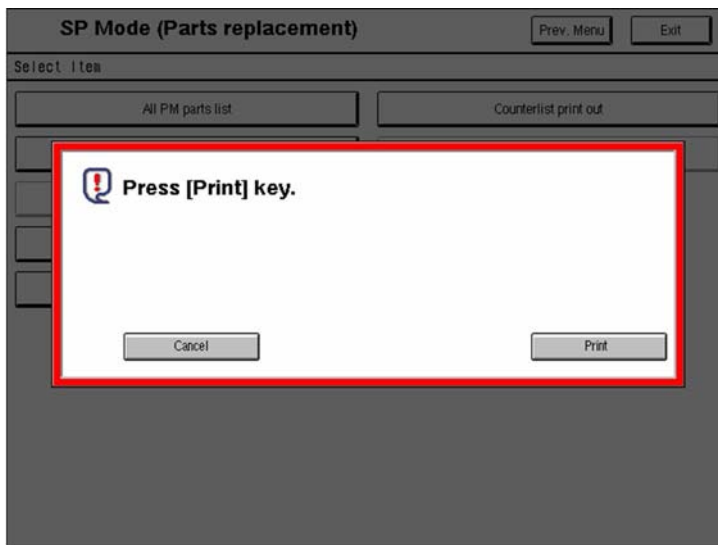 SP Mode (Parts replacement)
Prev. Menu
Exit
Select Item
All PM parts list
Counterlist print out
Press [Print] key.
Cancel
Print